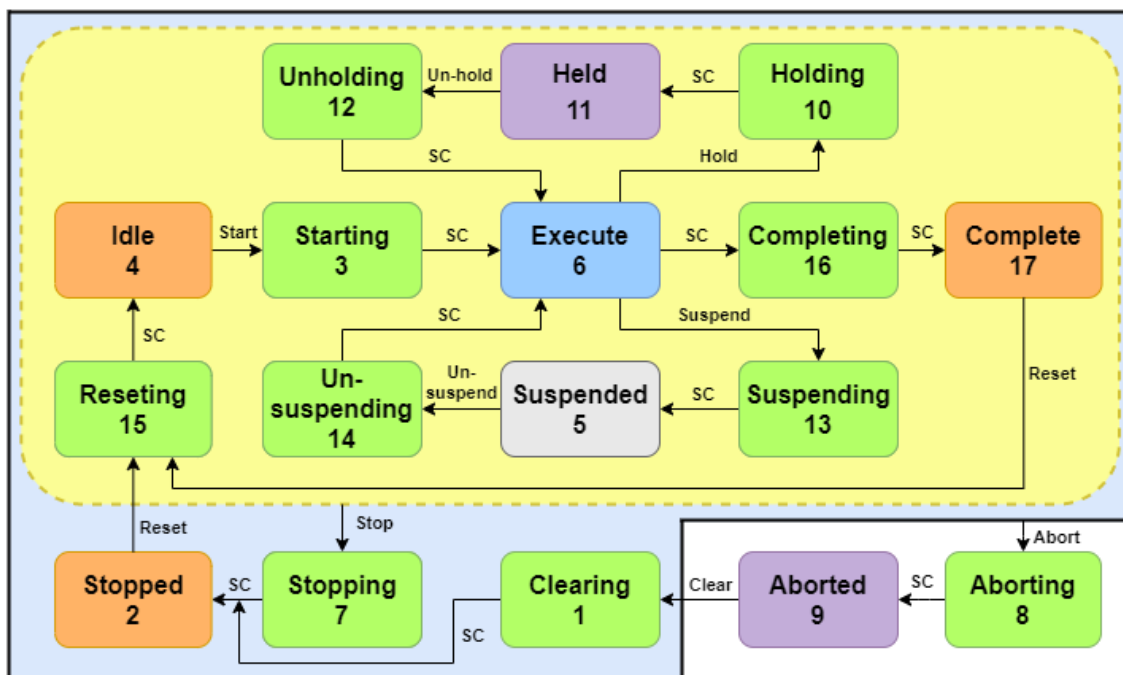 Unholding
12
Un-hold
Held
11
SC
Holding
10
SC
Hold
Idle
4
Start
Starting
3
SC
Execute
6
SC
Completing
16
SC
Complete
17
SC
SC
Suspend
Reseting
15
Un-
suspending
14
Un-
suspend
Suspended
5
SC
Suspending
13
Reset
Reset
Stop
Abort
Stopped
2
SC
Stopping
7
SC
Clearing
1
Clear
Aborted
9
SC
Aborting
8